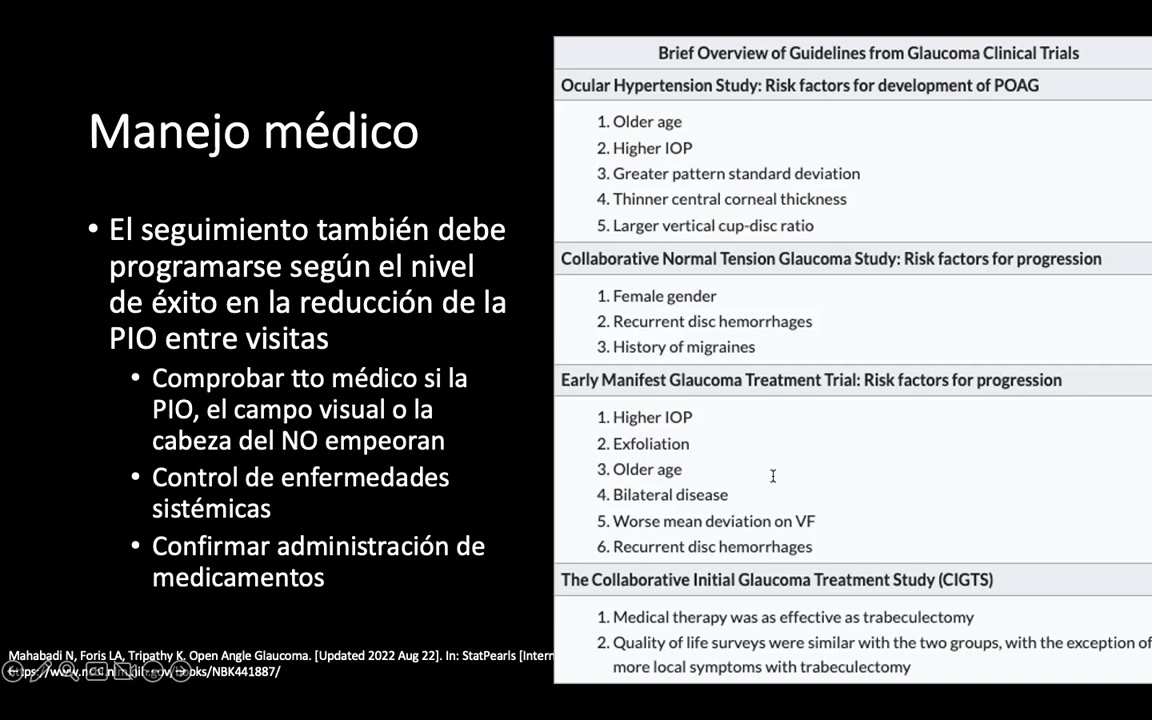 Manejo médico
• El seguimiento también debe
programarse según el nivel
de éxito en la reducción de la
PIO entre visitas
• Comprobar tto médico si la
PIO, el campo visual o la
cabeza del NO empeoran
• Control de enfermedades
sistémicas
• Confirmar administración de
medicamentos
Mahabadi N, Foris LA, Tripathy K. Open Angle Glaucoma. [Updated 2022 Aug 22]. In: StatPearls [Intern
Brief Overview of Guidelines from Glaucoma Clinical Trials
Ocular Hypertension Study: Risk factors for development of POAG
1. Older age
2. Higher IOP
3. Greater pattern standard deviation
4. Thinner central corneal thickness
5. Larger vertical cup-disc ratio
Collaborative Normal Tension Glaucoma Study: Risk factors for progression
1. Female gender
2. Recurrent disc hemorrhages
3. History of migraines
Early Manifest Glaucoma Treatment Trial: Risk factors for progression
1. Higher IOP
2. Exfoliation
3. Older age
4. Bilateral disease
5. Worse mean deviation on VF
6. Recurrent disc hemorrhages
The Collaborative Initial Glaucoma Treatment Study (CIGTS)
1. Medical therapy was as effective as trabeculectomy
2. Quality of life surveys were similar with the two groups, with the exception of
more local symptoms with trabeculectomy